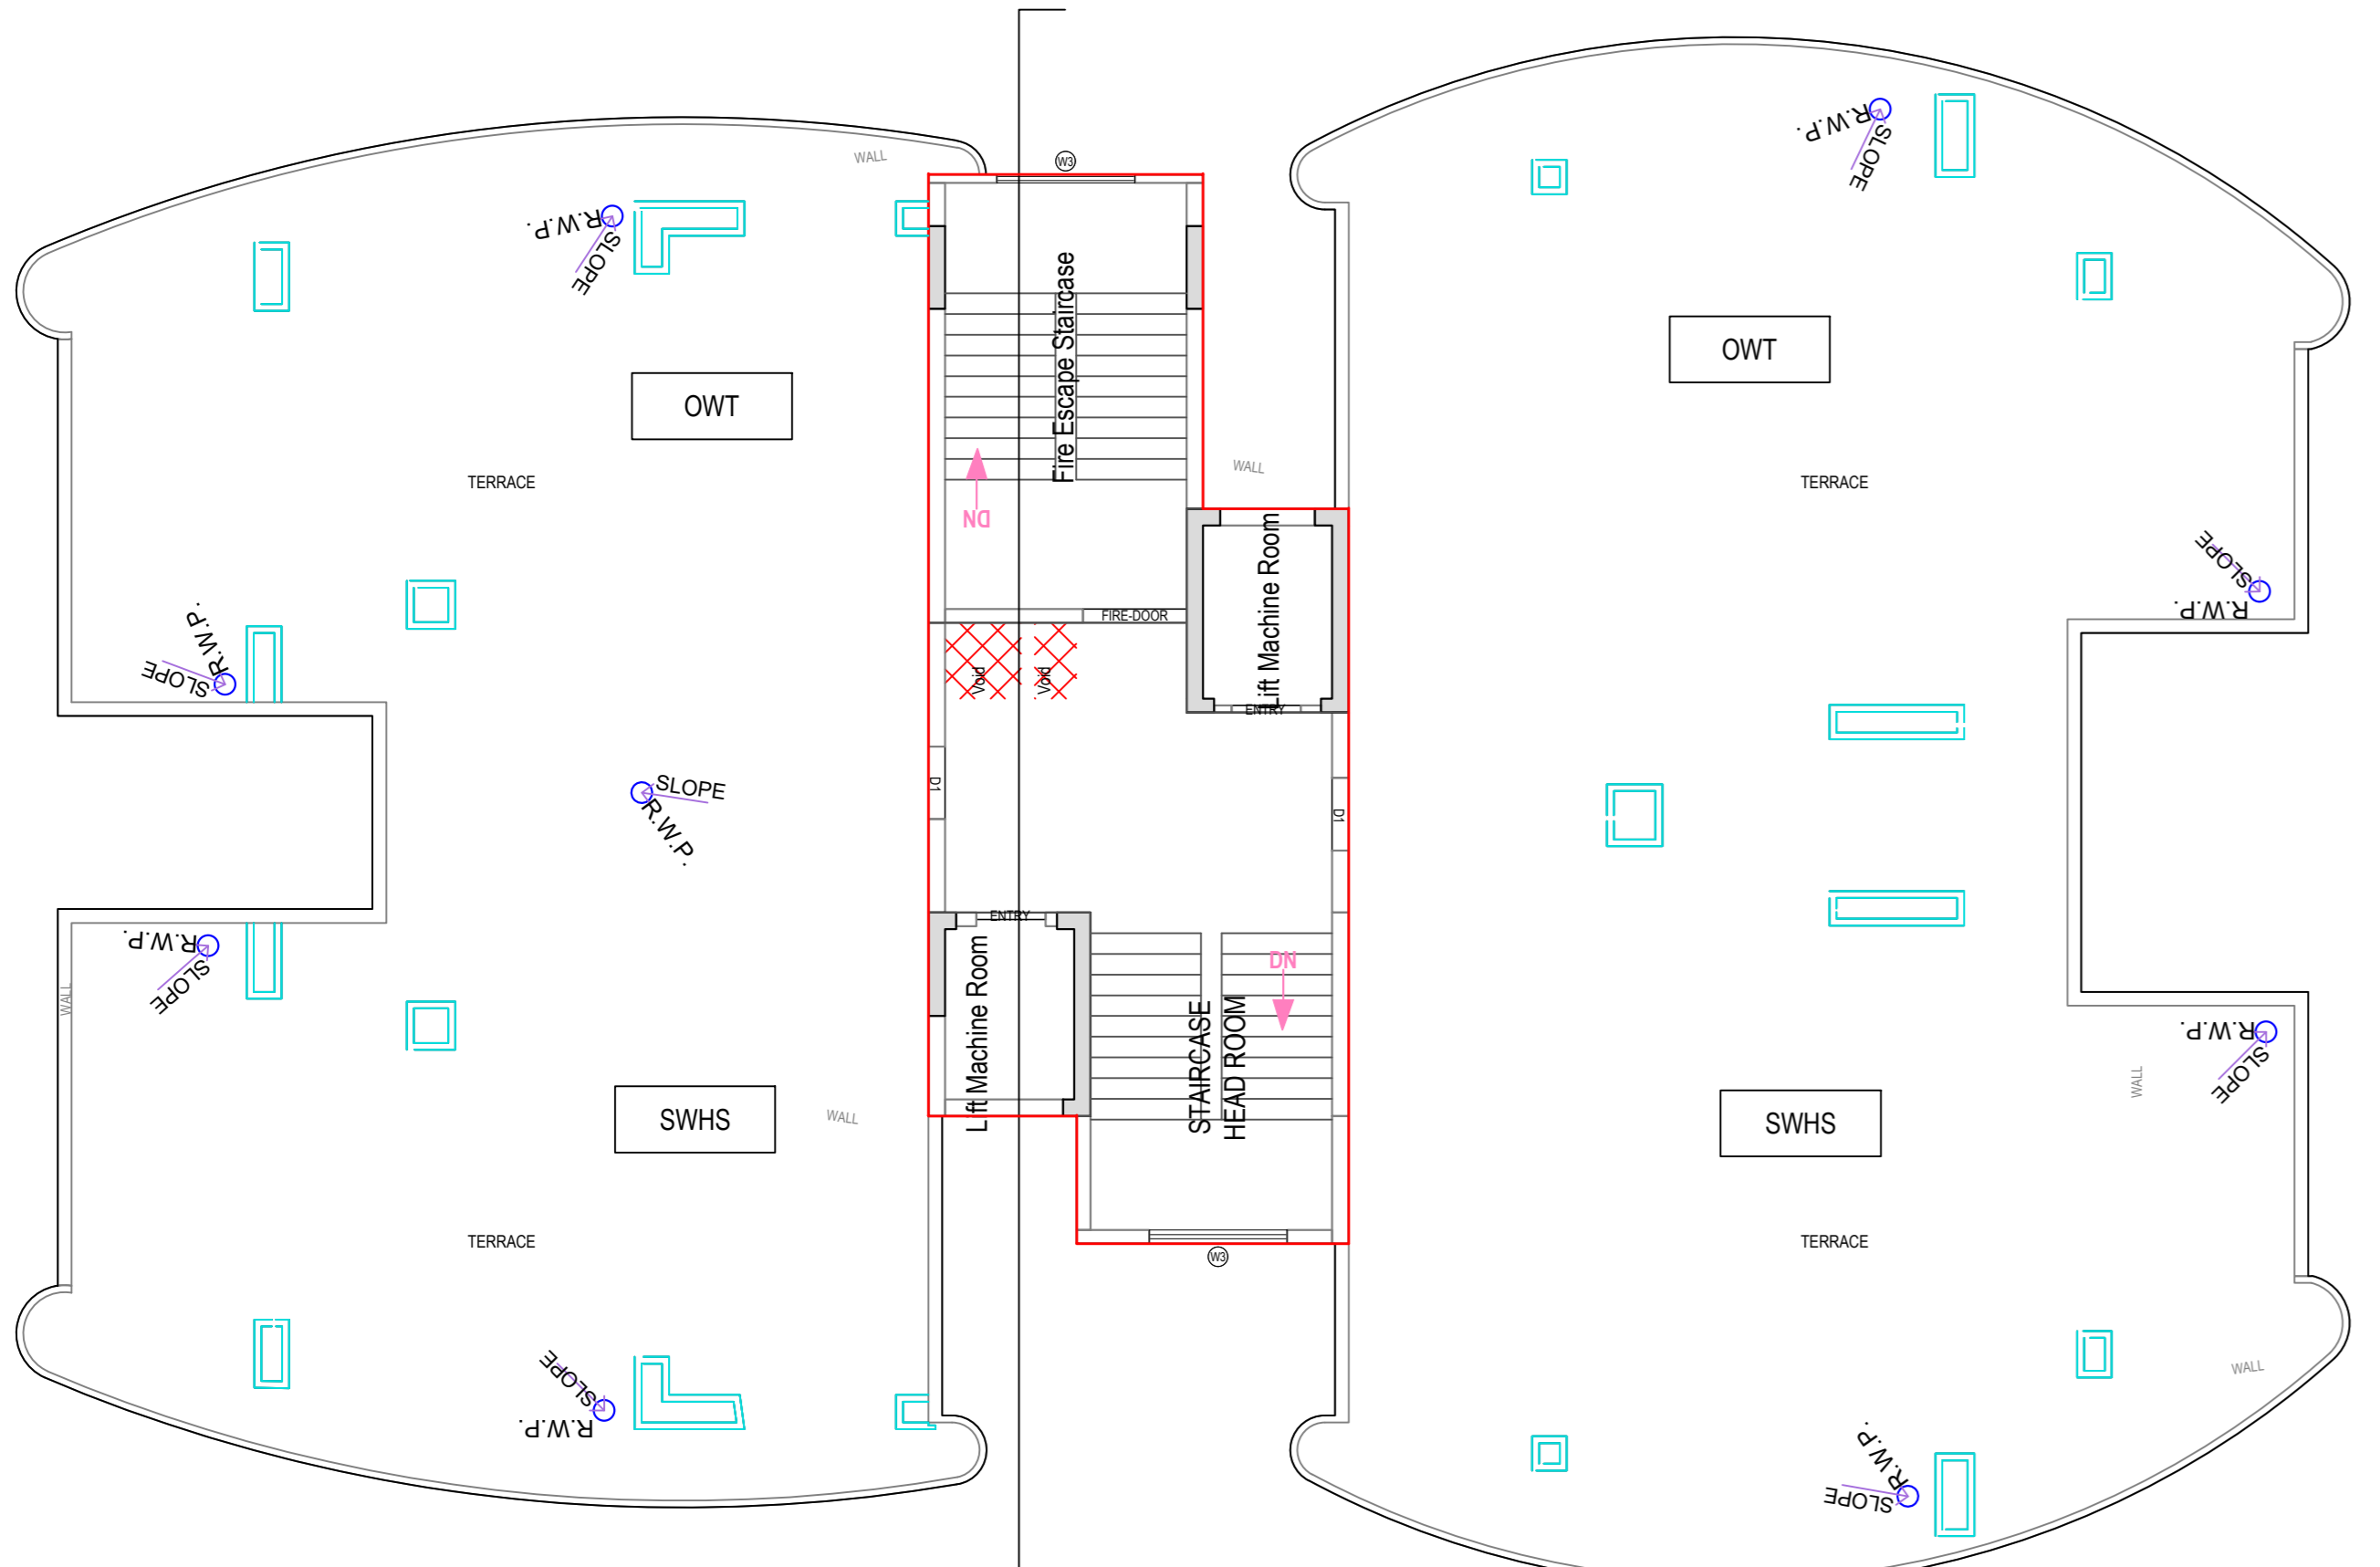 R.W.P.
SLOPE
WALL
W3
R.W.P.
SLOPE
Fire Escape Staircase
OWT
OWT
WALL
TERRACE
TERRACE
DN
Lift Machine Room
SLOPE
R.W.P.
FIRE-DOOR
R.W.P.
SLOPE
Void
Void
ENTRY
D1
SLOPE
R.W.P.
D1
ENTRY
R.W.P.
SLOPE
WALL
Lift Machine Room
DN
STAIRCASE
HEAD ROOM
R.W.P.
SLOPE
WALL
SWHS
WALL
SWHS
TERRACE
TERRACE
W3
SLOPE
R.W.P.
WALL
R.W.P.
SLOPE